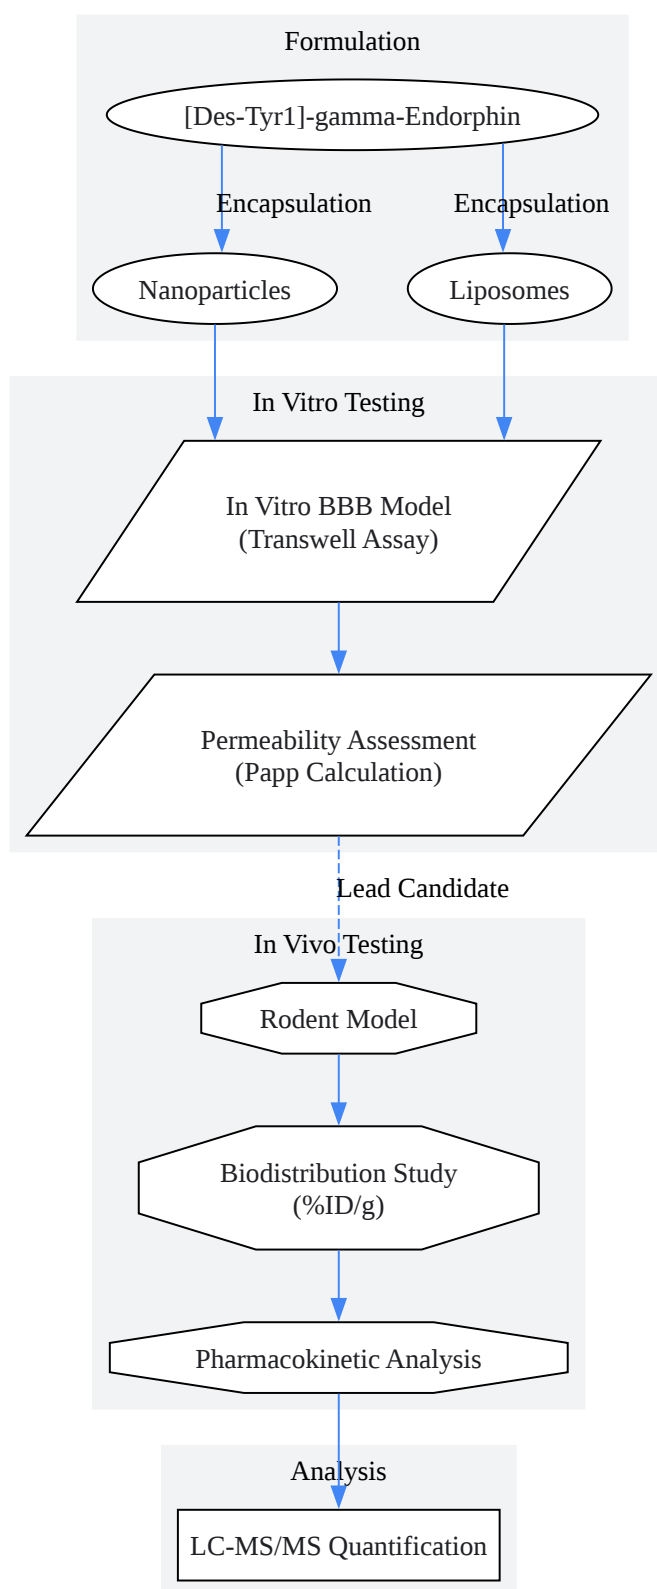 Formulation
[Des-Tyr1]-gamma-Endorphin
Encapsulation
Encapsulation
Nanoparticles
Liposomes
In Vitro Testing
In Vitro BBB Model
(Transwell Assay)
Permeability Assessment
(Papp Calculation)
Lead Candidate
In Vivo Testing
Rodent Model
Biodistribution Study
(%ID/g)
Pharmacokinetic Analysis
Analysis
LC-MS/MS Quantification